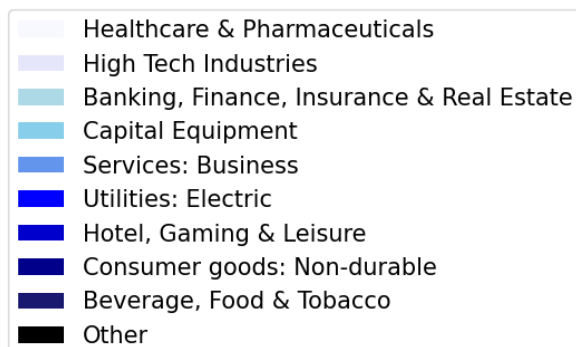 Healthcare & Pharmaceuticals
High Tech Industries
Banking, Finance, Insurance & Real Estate
Capital Equipment
Services: Business
Utilities: Electric
Hotel, Gaming & Leisure
Consumer goods: Non-durable
Beverage, Food & Tobacco
Other